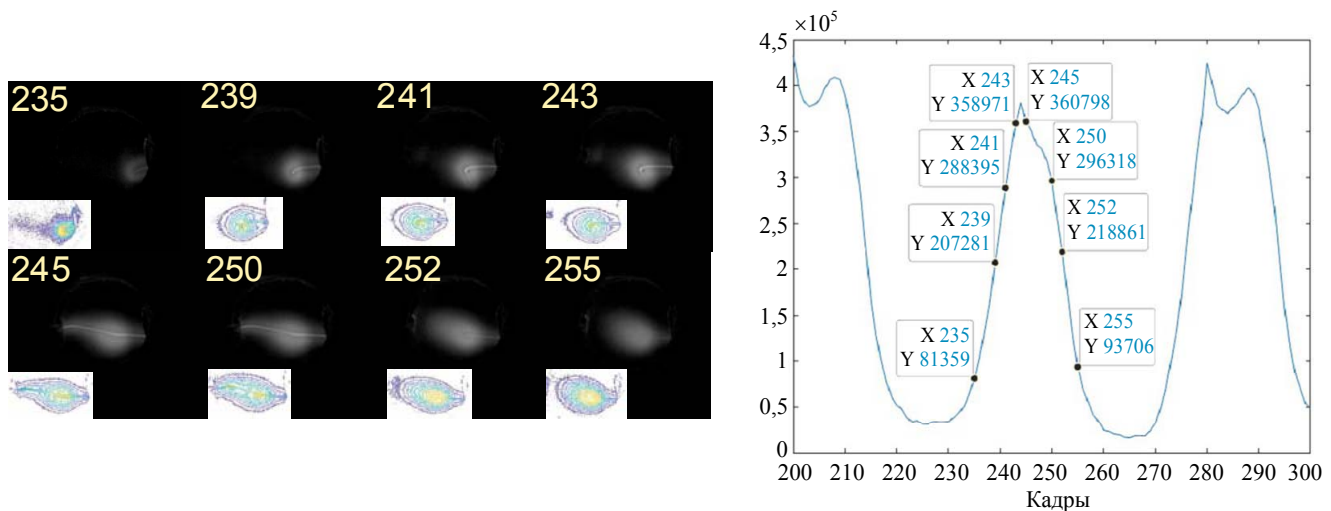 235 239 241 243
245 250 252 255
×10⁵
4,5
4
3,5
3
2,5
2
1,5
1
0,5
0
X 243
Y 358971
X 245
Y 360798
X 241
Y 288395
X 250
Y 296318
X 239
Y 207281
X 252
Y 218861
X 235
Y 81359
X 255
Y 93706
200 210 220 230 240 250 260 270 280 290 300
Кадры